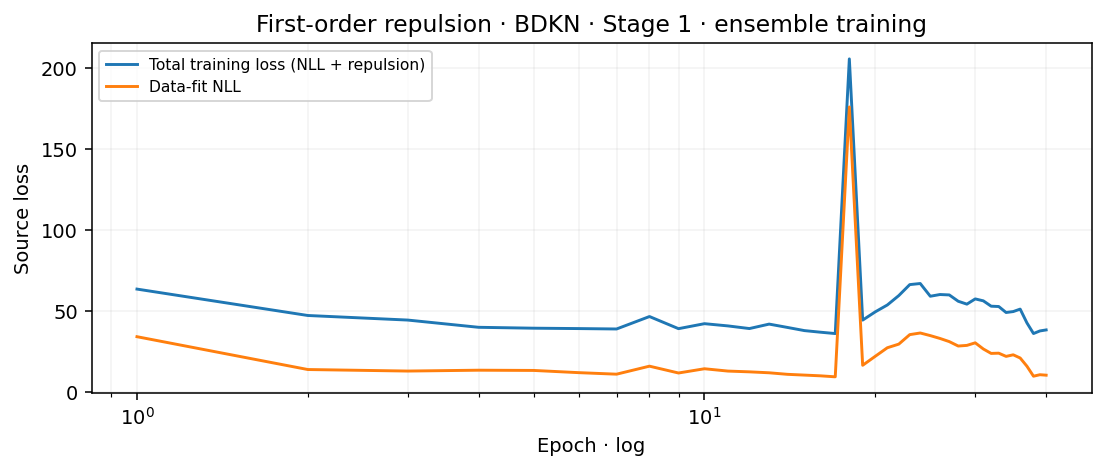 First-order repulsion · BDKN · Stage 1 · ensemble training
Total training loss (NLL + repulsion)
Data-fit NLL
Source loss
200
150
100
50
0
10⁰
10¹
Epoch · log